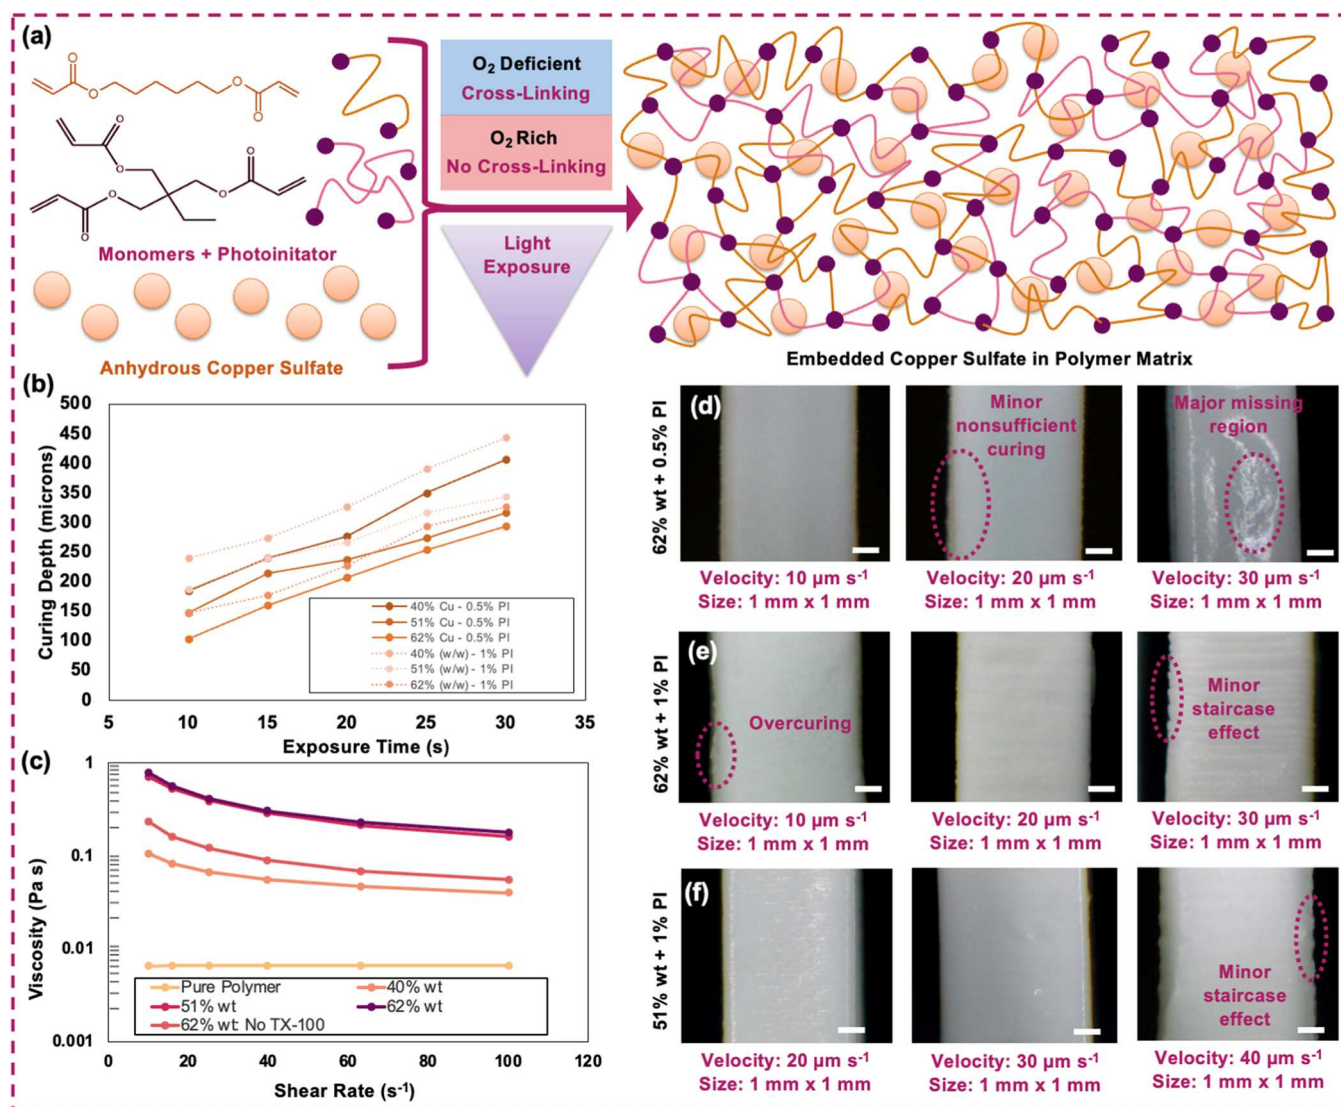 (a)
O
O
O
O
O
O
O
O
O
O
Monomers + Photoinitator
Anhydrous Copper Sulfate
O2 Deficient
Cross-Linking
O2 Rich
No Cross-Linking
Light
Exposure
Embedded Copper Sulfate in Polymer Matrix
(b)
Curing Depth (microns)
500
450
400
350
300
250
200
150
100
50
0
40% Cu - 0.5% PI
51% Cu - 0.5% PI
62% Cu - 0.5% PI
40% (w/w) - 1% PI
51% (w/w) - 1% PI
62% (w/w) - 1% PI
5 10 15 20 25 30 35
Exposure Time (s)
(c)
Viscosity (Pa s)
1
0.1
0.01
0.001
Pure Polymer 40% wt
51% wt 62% wt
62% wt: No TX-100
0 20 40 60 80 100 120
Shear Rate (s-1)
62% wt + 0.5% PI
(d)
Minor
nonsufficient
curing
Major missing
region
Velocity: 10 µm s-1
Size: 1 mm x 1 mm
Velocity: 20 µm s-1
Size: 1 mm x 1 mm
Velocity: 30 µm s-1
Size: 1 mm x 1 mm
62% wt + 1% PI
(e)
Overcuring
Minor
staircase
effect
Velocity: 10 µm s-1
Size: 1 mm x 1 mm
Velocity: 20 µm s-1
Size: 1 mm x 1 mm
Velocity: 30 µm s-1
Size: 1 mm x 1 mm
51% wt + 1% PI
(f)
Minor
staircase
effect
Velocity: 20 µm s-1
Size: 1 mm x 1 mm
Velocity: 30 µm s-1
Size: 1 mm x 1 mm
Velocity: 40 µm s-1
Size: 1 mm x 1 mm